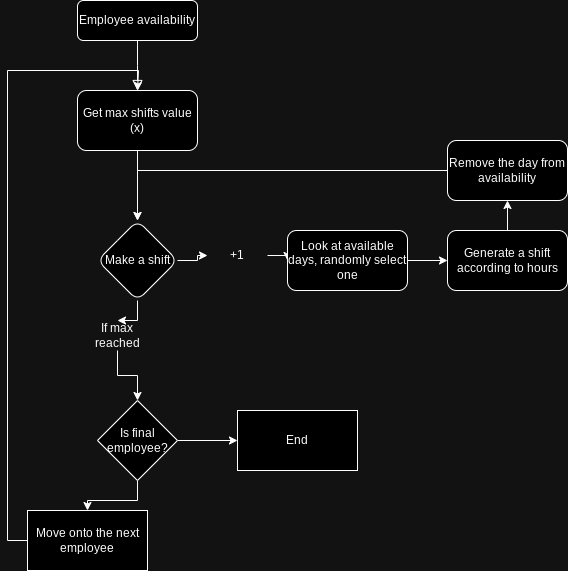 Employee availability
Get max shifts value
(x)
Remove the day from
availability
Make a shift
+1
Look at available
days, randomly select
one
Generate a shift
according to hours
If max
reached
Is final
employee?
End
Move onto the next
employee